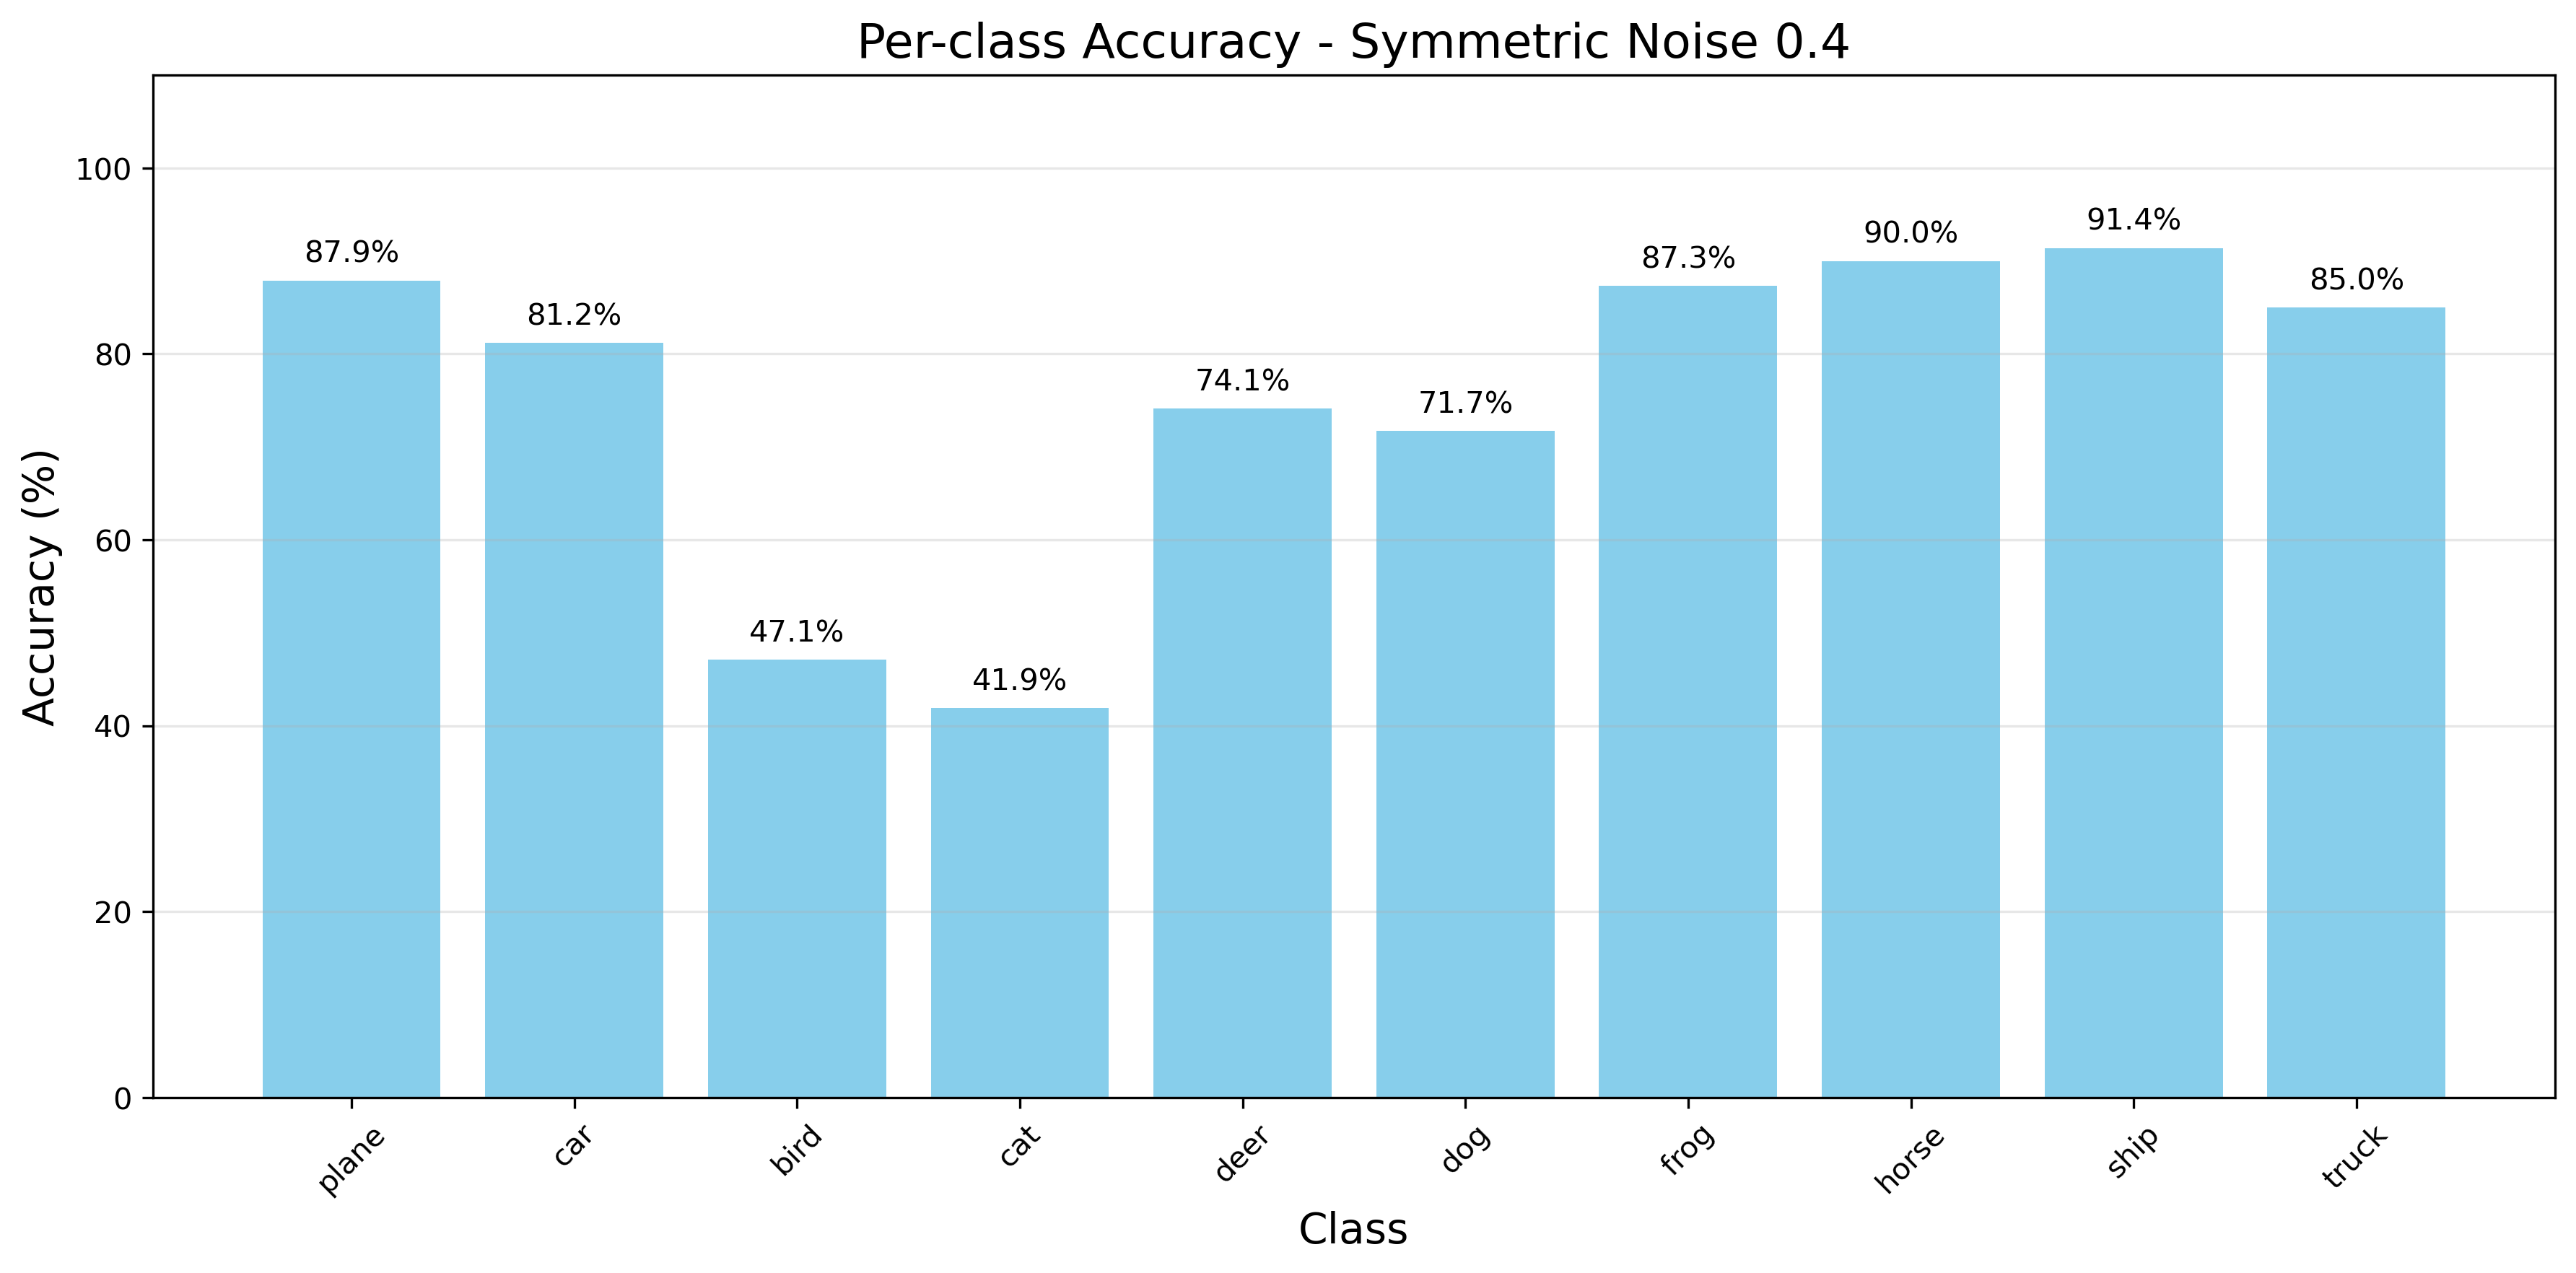 Per-class Accuracy - Symmetric Noise 0.4
Accuracy (%)
100
80
60
40
20
0
87.9%
81.2%
47.1%
41.9%
74.1%
71.7%
87.3%
90.0%
91.4%
85.0%
plane
car
bird
cat
deer
dog
frog
horse
ship
truck
Class